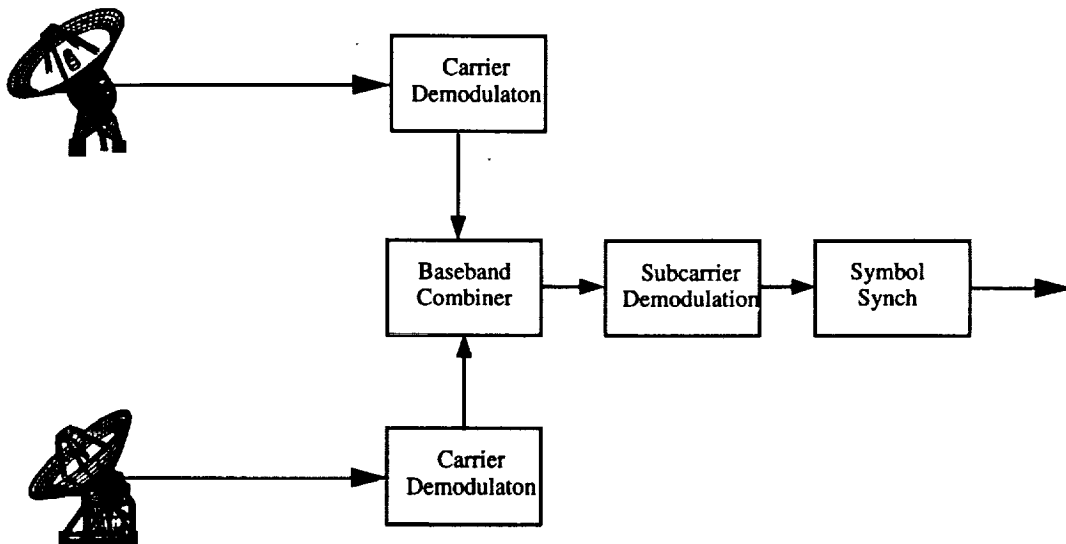 Carrier
Demodulaton
Baseband
Combiner
Subcarrier
Demodulation
Symbol
Synch
Carrier
Demodulaton